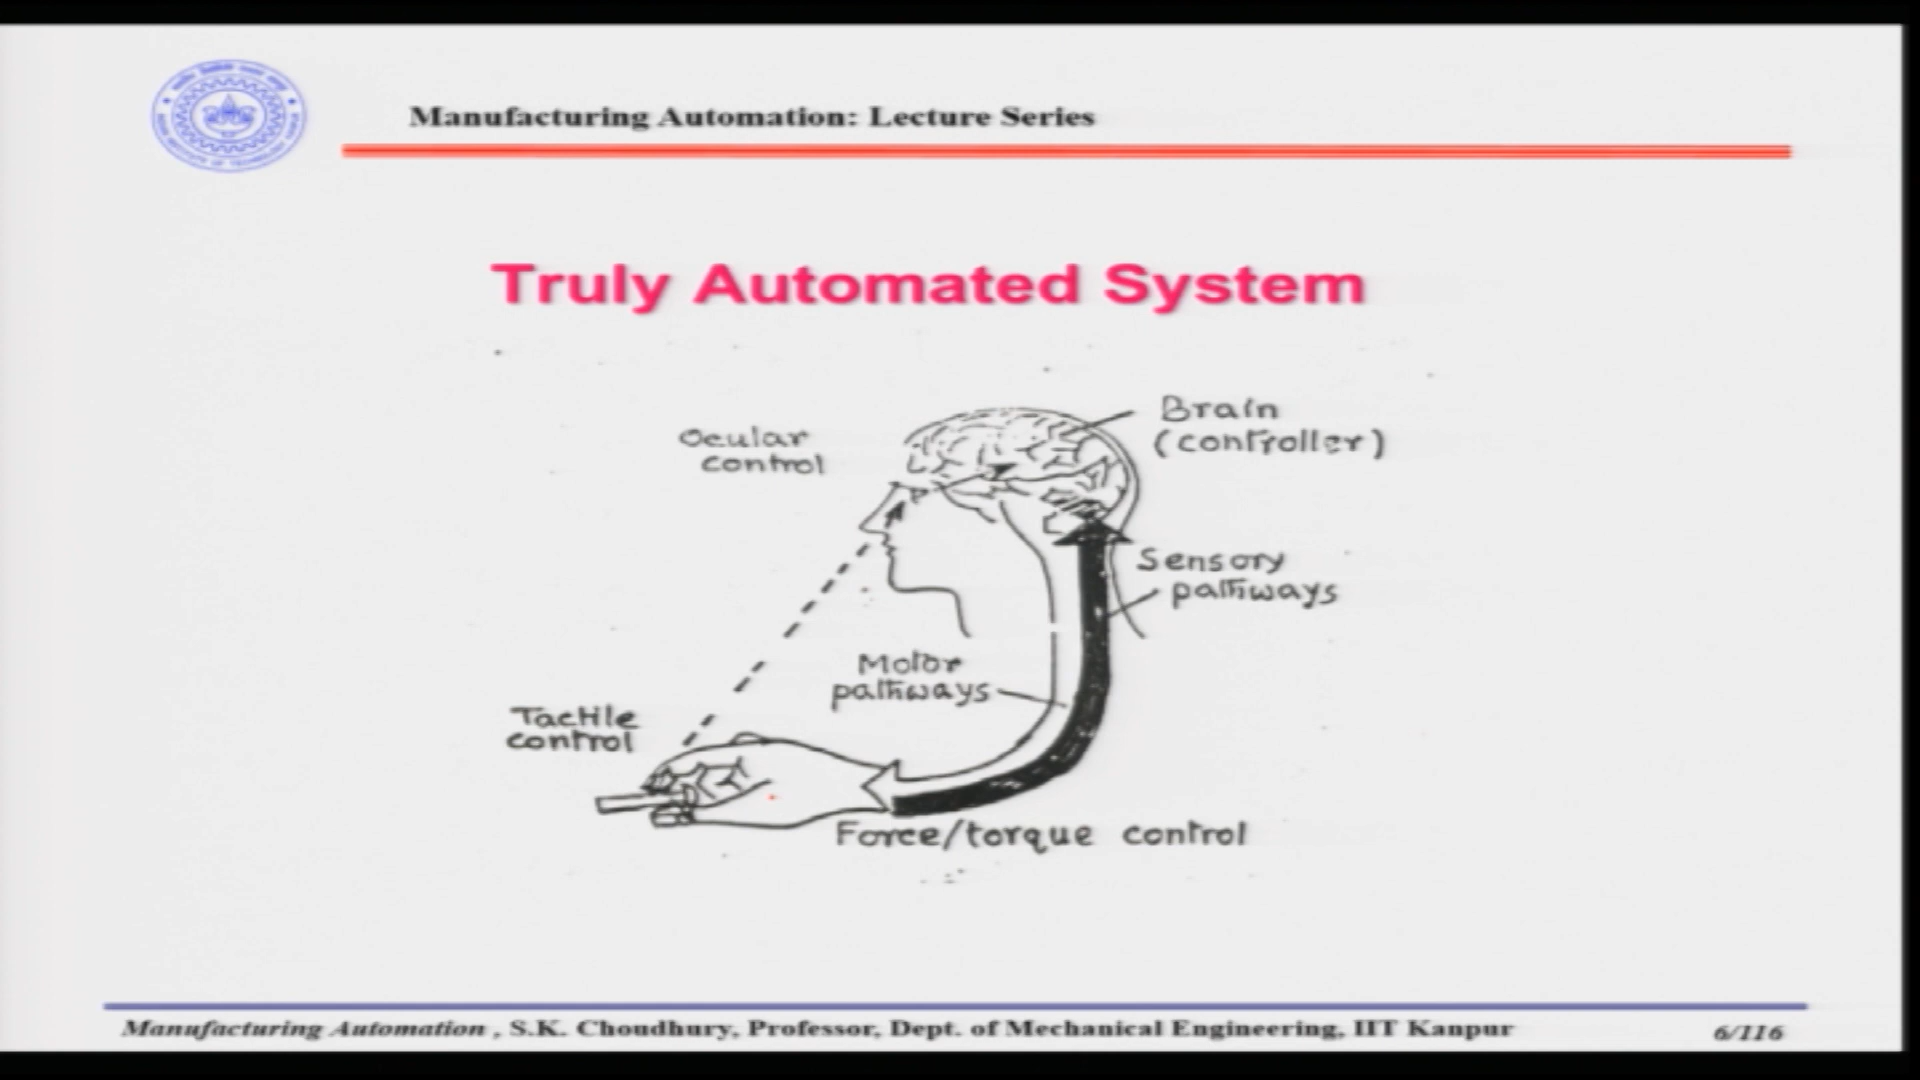 Manufacturing Automation: Lecture Series
Truly Automated System
Ocular
control
Brain
(controller)
Sensory
pathways
Motor
pathways
Tactile
control
Force/torque control
Manufacturing Automation , S.K. Choudhury, Professor, Dept. of Mechanical Engineering, IIT Kanpur
6/116